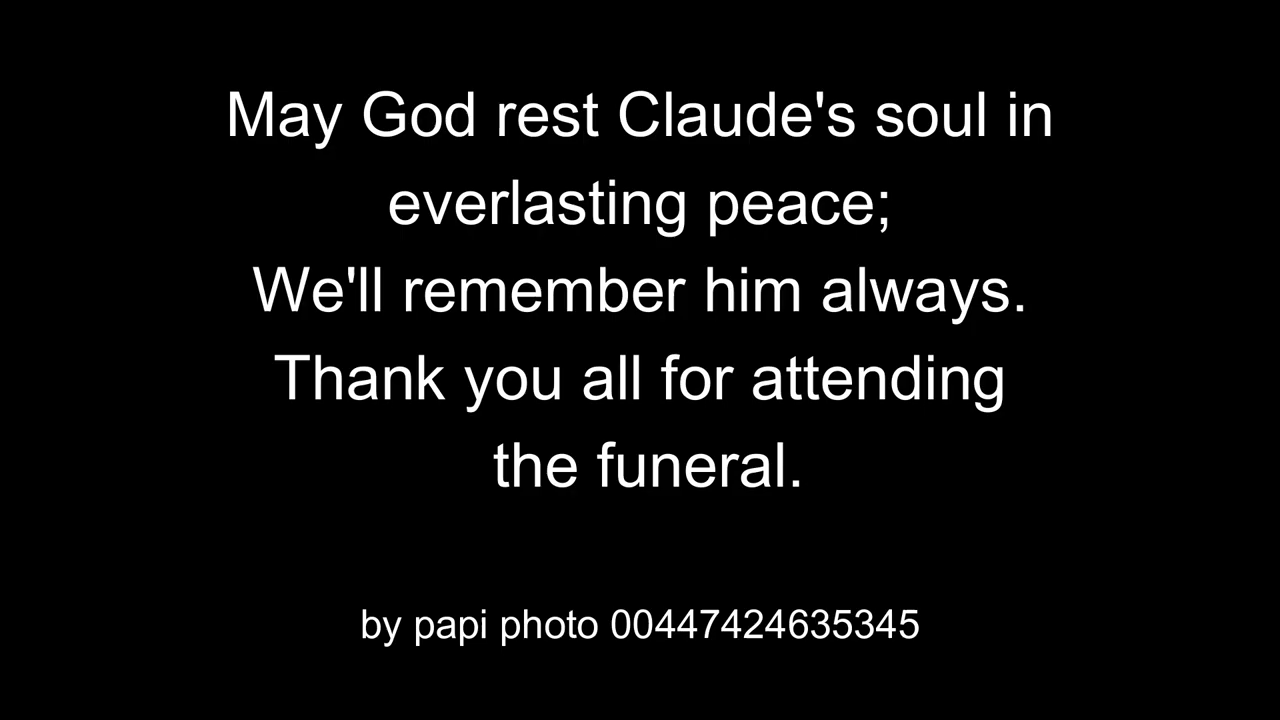 May God rest Claude's soul in
everlasting peace;
We'll remember him always.
Thank you all for attending
the funeral.
by papi photo 00447424635345